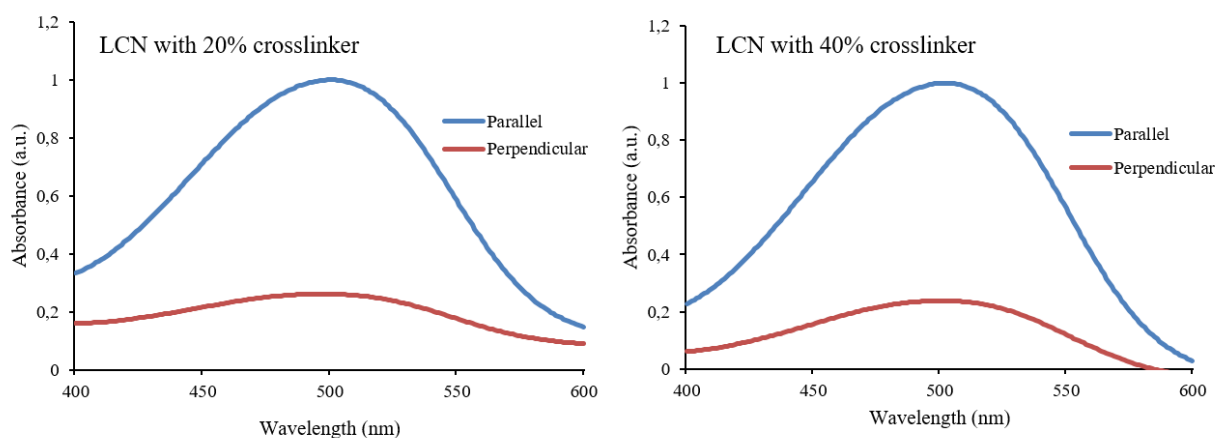 LCN with 20% crosslinker
Absorbance (a.u.)
1,2
1
0,8
0,6
0,4
0,2
0
Parallel
Perpendicular
400
450
500
550
600
Wavelength (nm)
LCN with 40% crosslinker
Absorbance (a.u.)
1,2
1
0,8
0,6
0,4
0,2
0
Parallel
Perpendicular
400
450
500
550
600
Wavelength (nm)